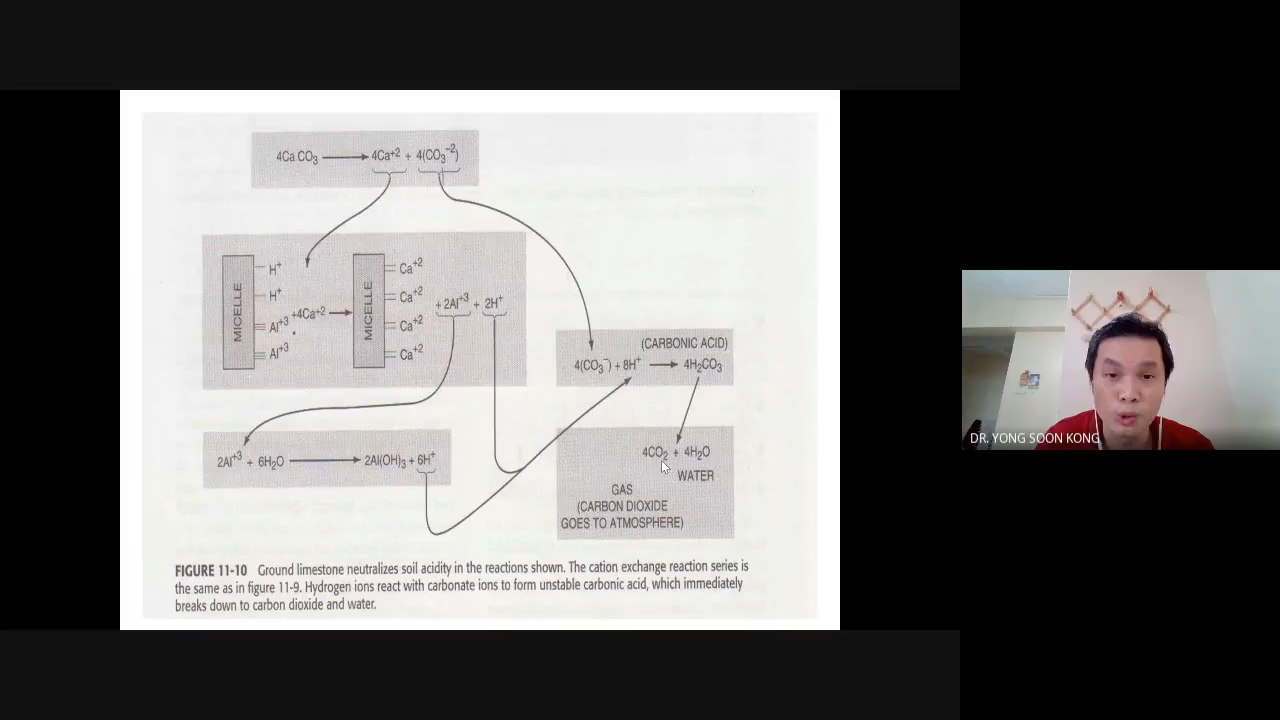 4Ca CO₃ ⟶ 4Ca⁺² + 4(CO₃⁻²)
MICELLE
H⁺
H⁺
Al⁺³
Al⁺³
+4Ca⁺² ⟶
MICELLE
Ca⁺²
Ca⁺²
Ca⁺²
Ca⁺²
+ 2Al⁺³ + 2H⁺
(CARBONIC ACID)
4(CO₃⁻) + 8H⁺ ⟶ 4H₂CO₃
2Al⁺³ + 6H₂O ⟶ 2Al(OH)₃ + 6H⁺
4CO₂ + 4H₂O
WATER
GAS
(CARBON DIOXIDE
GOES TO ATMOSPHERE)
FIGURE 11-10 Ground limestone neutralizes soil acidity in the reactions shown. The cation exchange reaction series is
the same as in figure 11-9. Hydrogen ions react with carbonate ions to form unstable carbonic acid, which immediately
breaks down to carbon dioxide and water.
DR. YONG SOON KONG